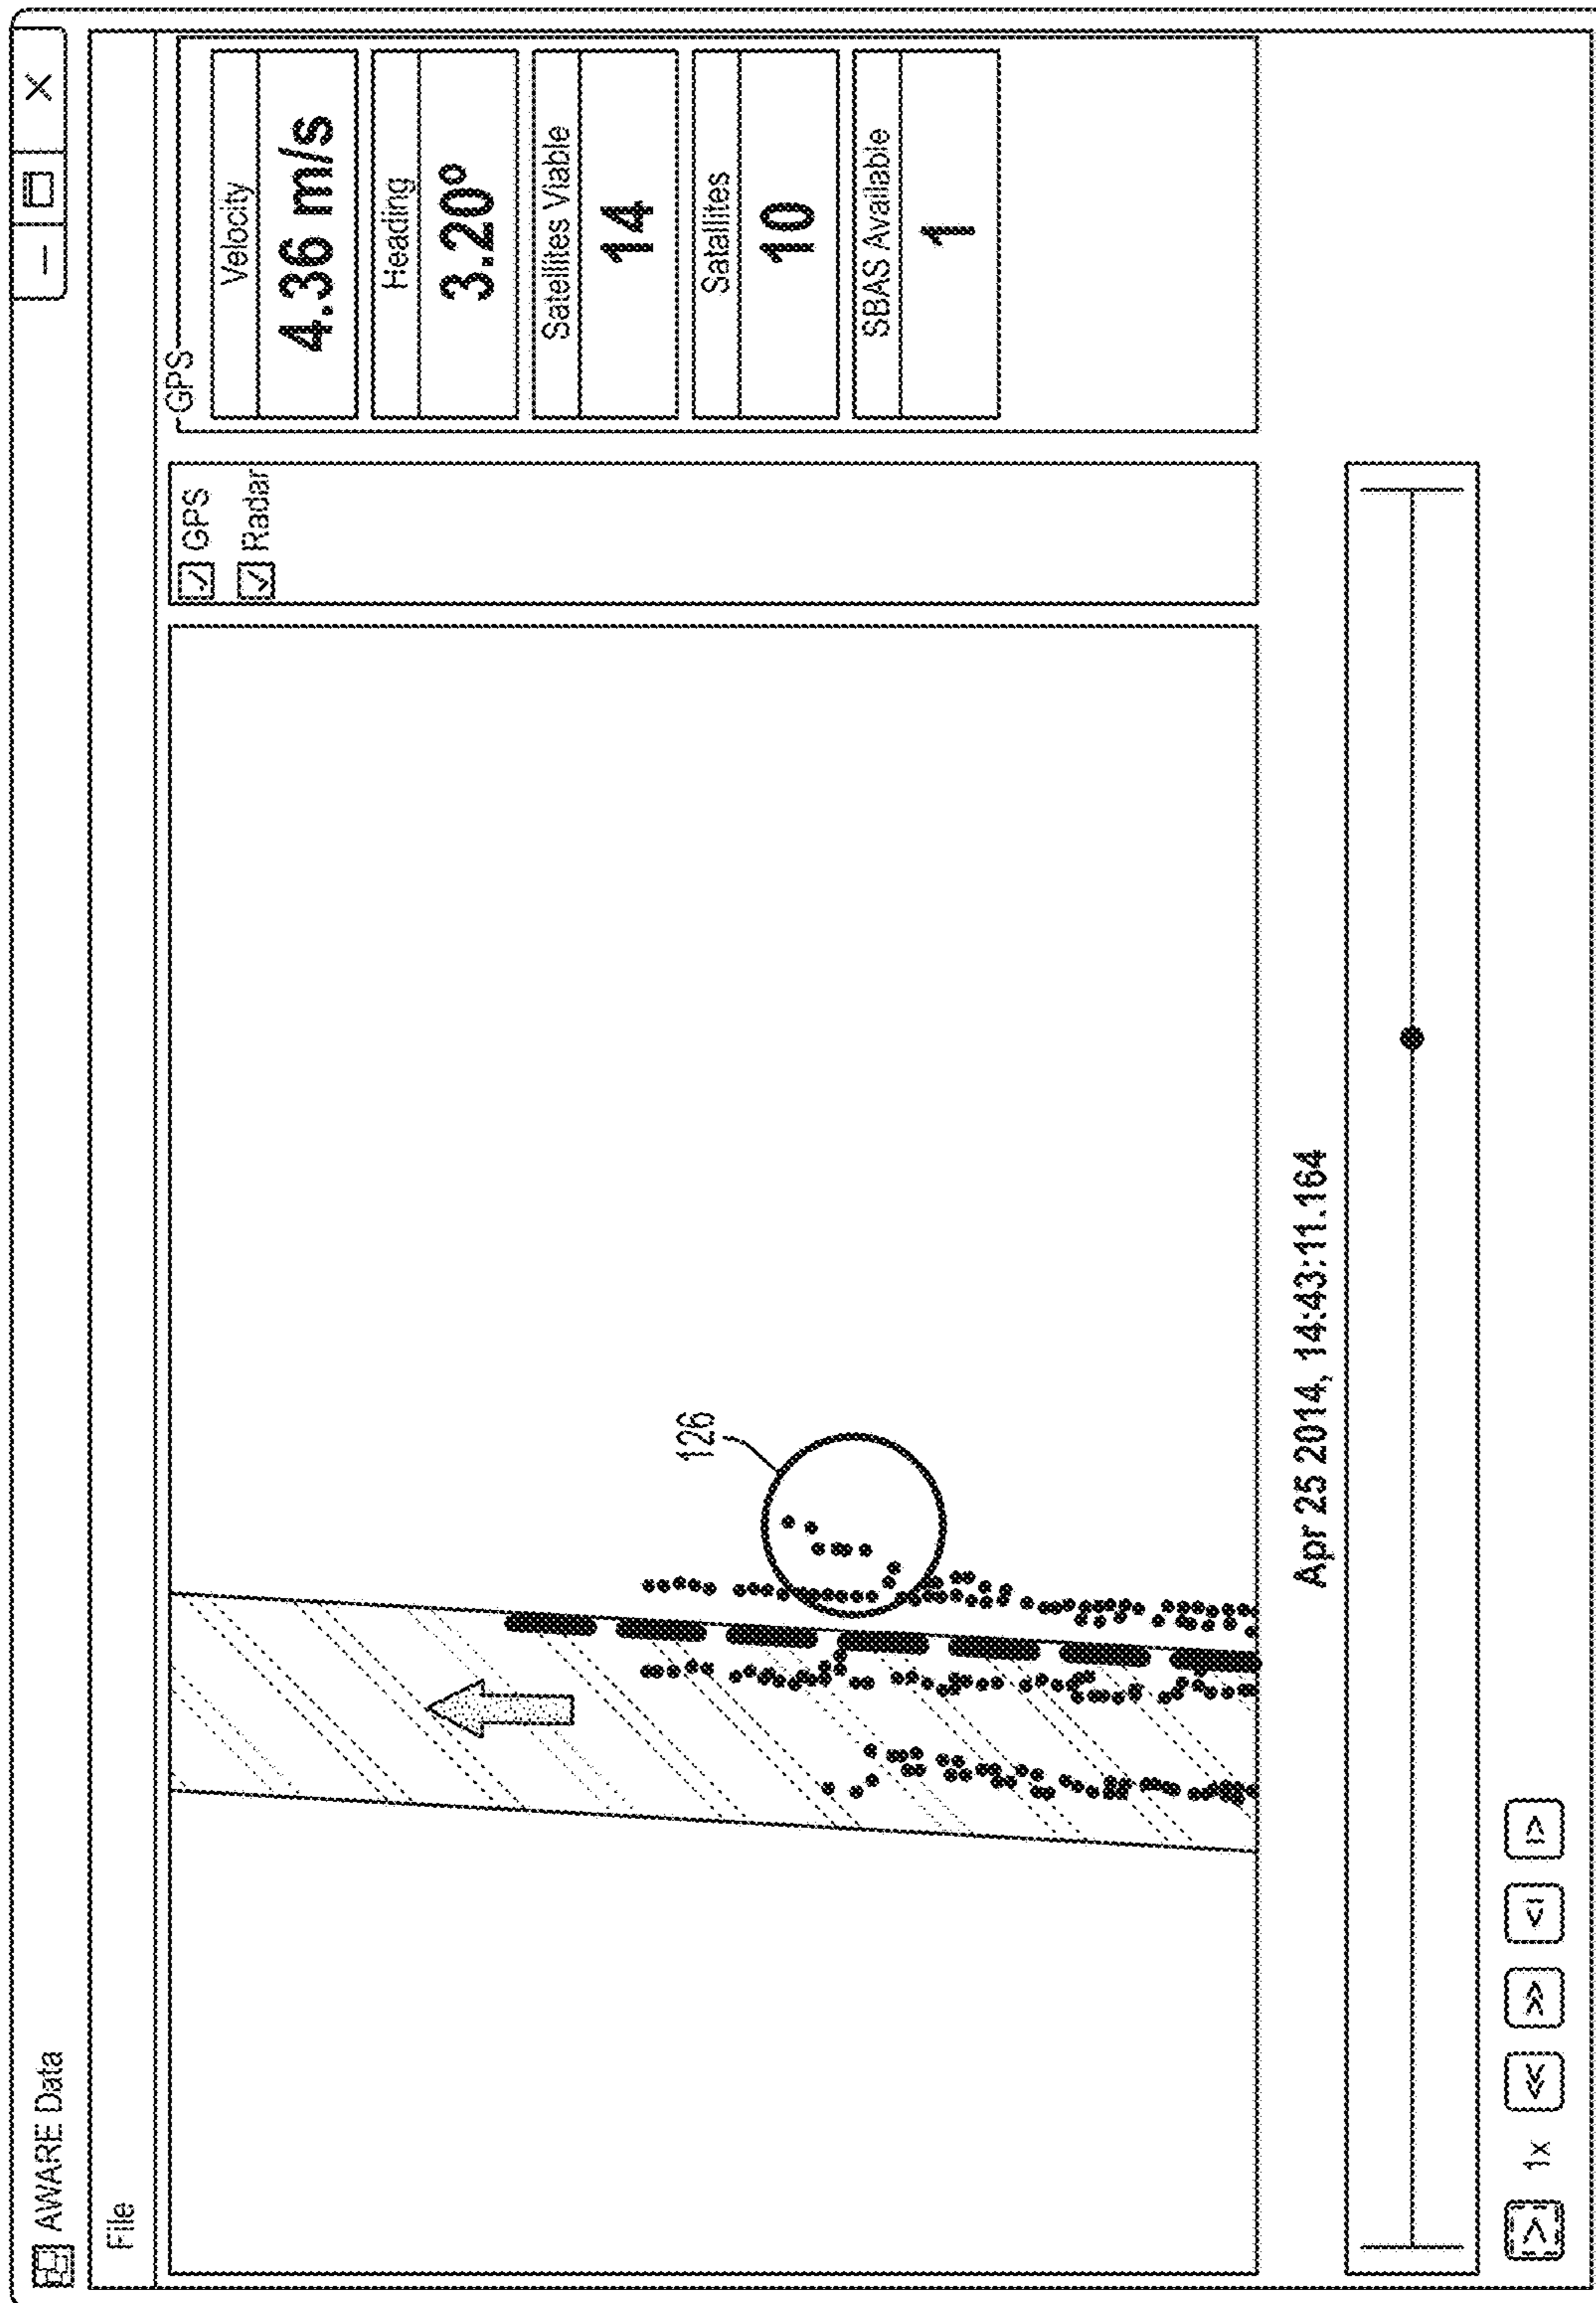 AWARE Data
File
GPS
Radar
GPS
Velocity
4.36 m/s
Heading
3.20°
Satellites Viable
14
Satallites
10
SBAS Available
1
126
Apr 25 2014, 14:43:11.164
1x